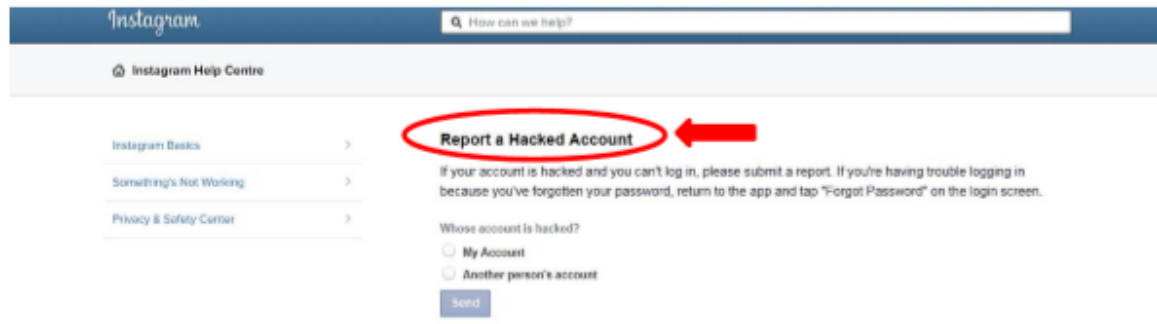 Instagram
How can we help?
Instagram Help Centre
Instagram Basics
Something's Not Working
Privacy & Safety Center
Report a Hacked Account
If your account is hacked and you can't log in, please submit a report. If you're having trouble logging in
because you've forgotten your password, return to the app and tap "Forgot Password" on the login screen.
Whose account is hacked?
My Account
Another person's account
Send